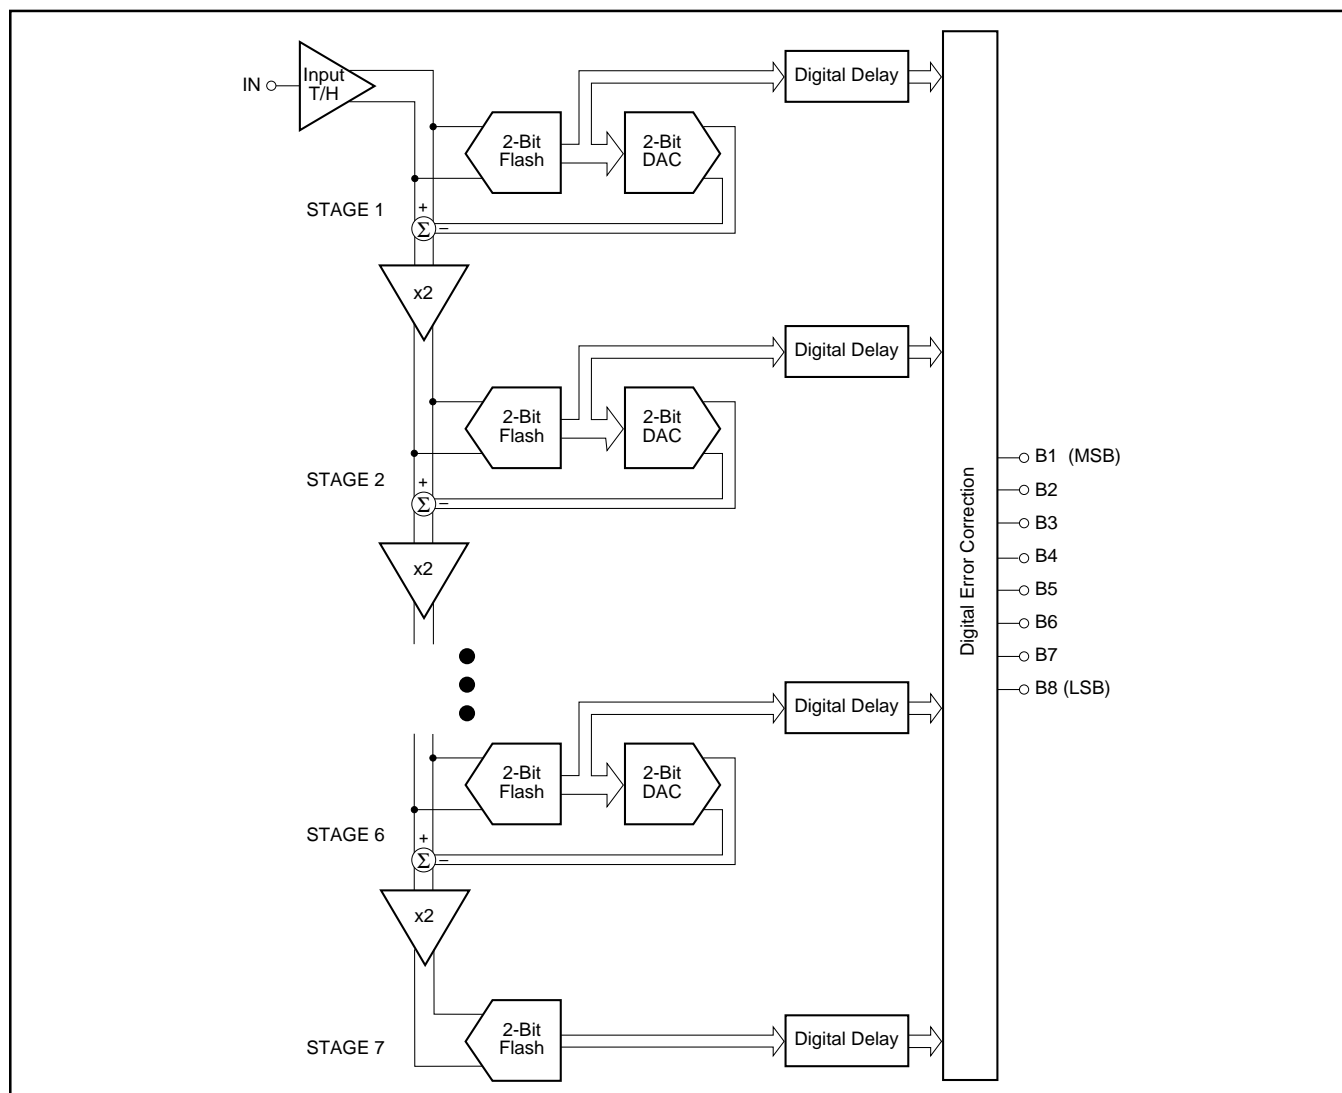 Input
T/H
IN
2-Bit
Flash
2-Bit
DAC
Digital Delay
STAGE 1
+
Σ
–
x2
2-Bit
Flash
2-Bit
DAC
Digital Delay
STAGE 2
+
Σ
–
x2
2-Bit
Flash
2-Bit
DAC
Digital Delay
STAGE 6
+
Σ
–
x2
2-Bit
Flash
Digital Delay
STAGE 7
Digital Error Correction
B1 (MSB)
B2
B3
B4
B5
B6
B7
B8 (LSB)